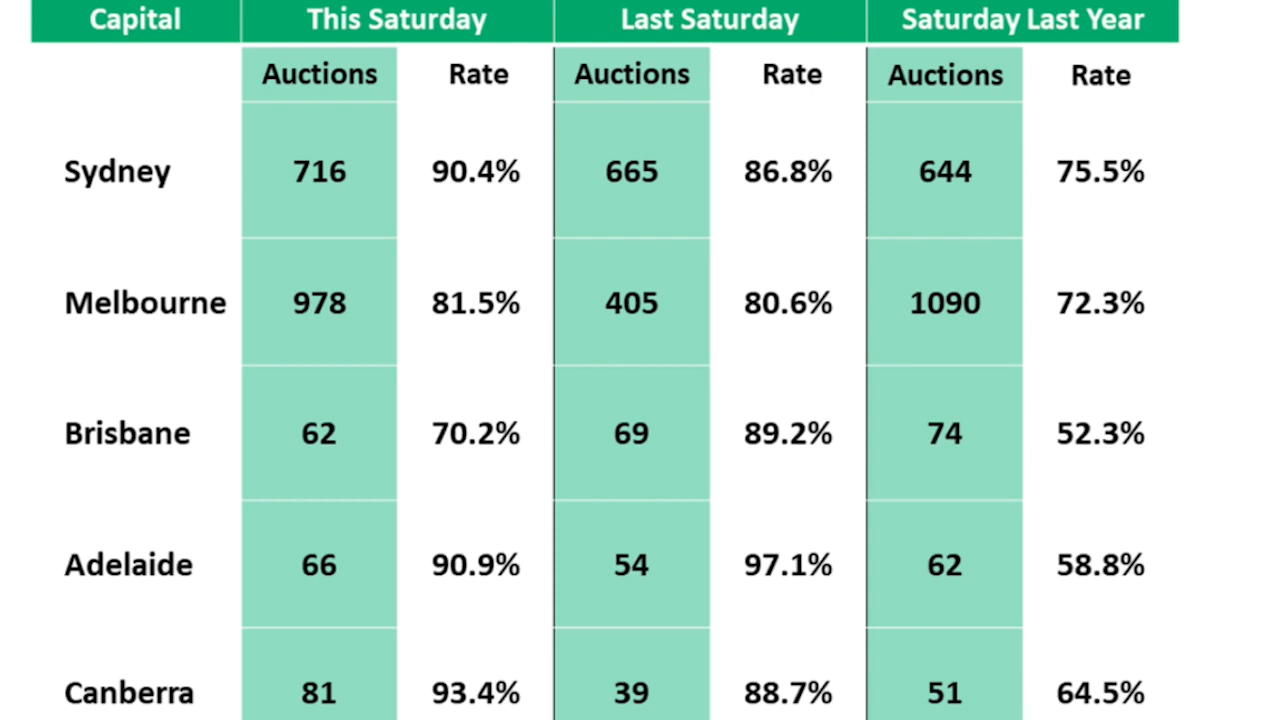 Capital This Saturday Last Saturday Saturday Last Year
Auctions Rate Auctions Rate Auctions Rate
Sydney 716 90.4% 665 86.8% 644 75.5%
Melbourne 978 81.5% 405 80.6% 1090 72.3%
Brisbane 62 70.2% 69 89.2% 74 52.3%
Adelaide 66 90.9% 54 97.1% 62 58.8%
Canberra 81 93.4% 39 88.7% 51 64.5%